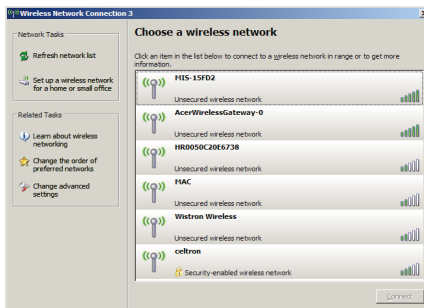 Wireless Network Connection 3
Network Tasks
Refresh network list
Set up a wireless network
for a home or small office
Related Tasks
Learn about wireless
networking
Change the order of
preferred networks
Change advanced
settings
Choose a wireless network
Click an item in the list below to connect to a wireless network in range or to get more
information.
MIS-15FD2
Unsecured wireless network
AcerWirelessGateway-0
Unsecured wireless network
HR0050C20E6738
Unsecured wireless network
MAC
Unsecured wireless network
Wistron Wireless
Unsecured wireless network
celtron
Security-enabled wireless network
Connect